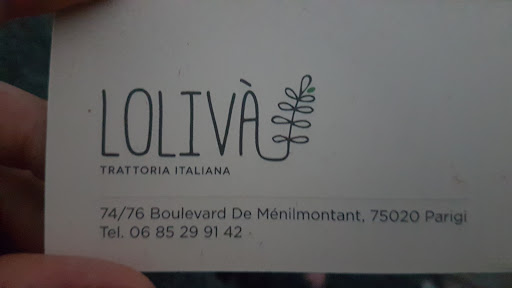 LOLIVÀ
TRATTORIA ITALIANA
74/76 Boulevard De Ménilmontant, 75020 Parigi
Tel. 06 85 29 91 42